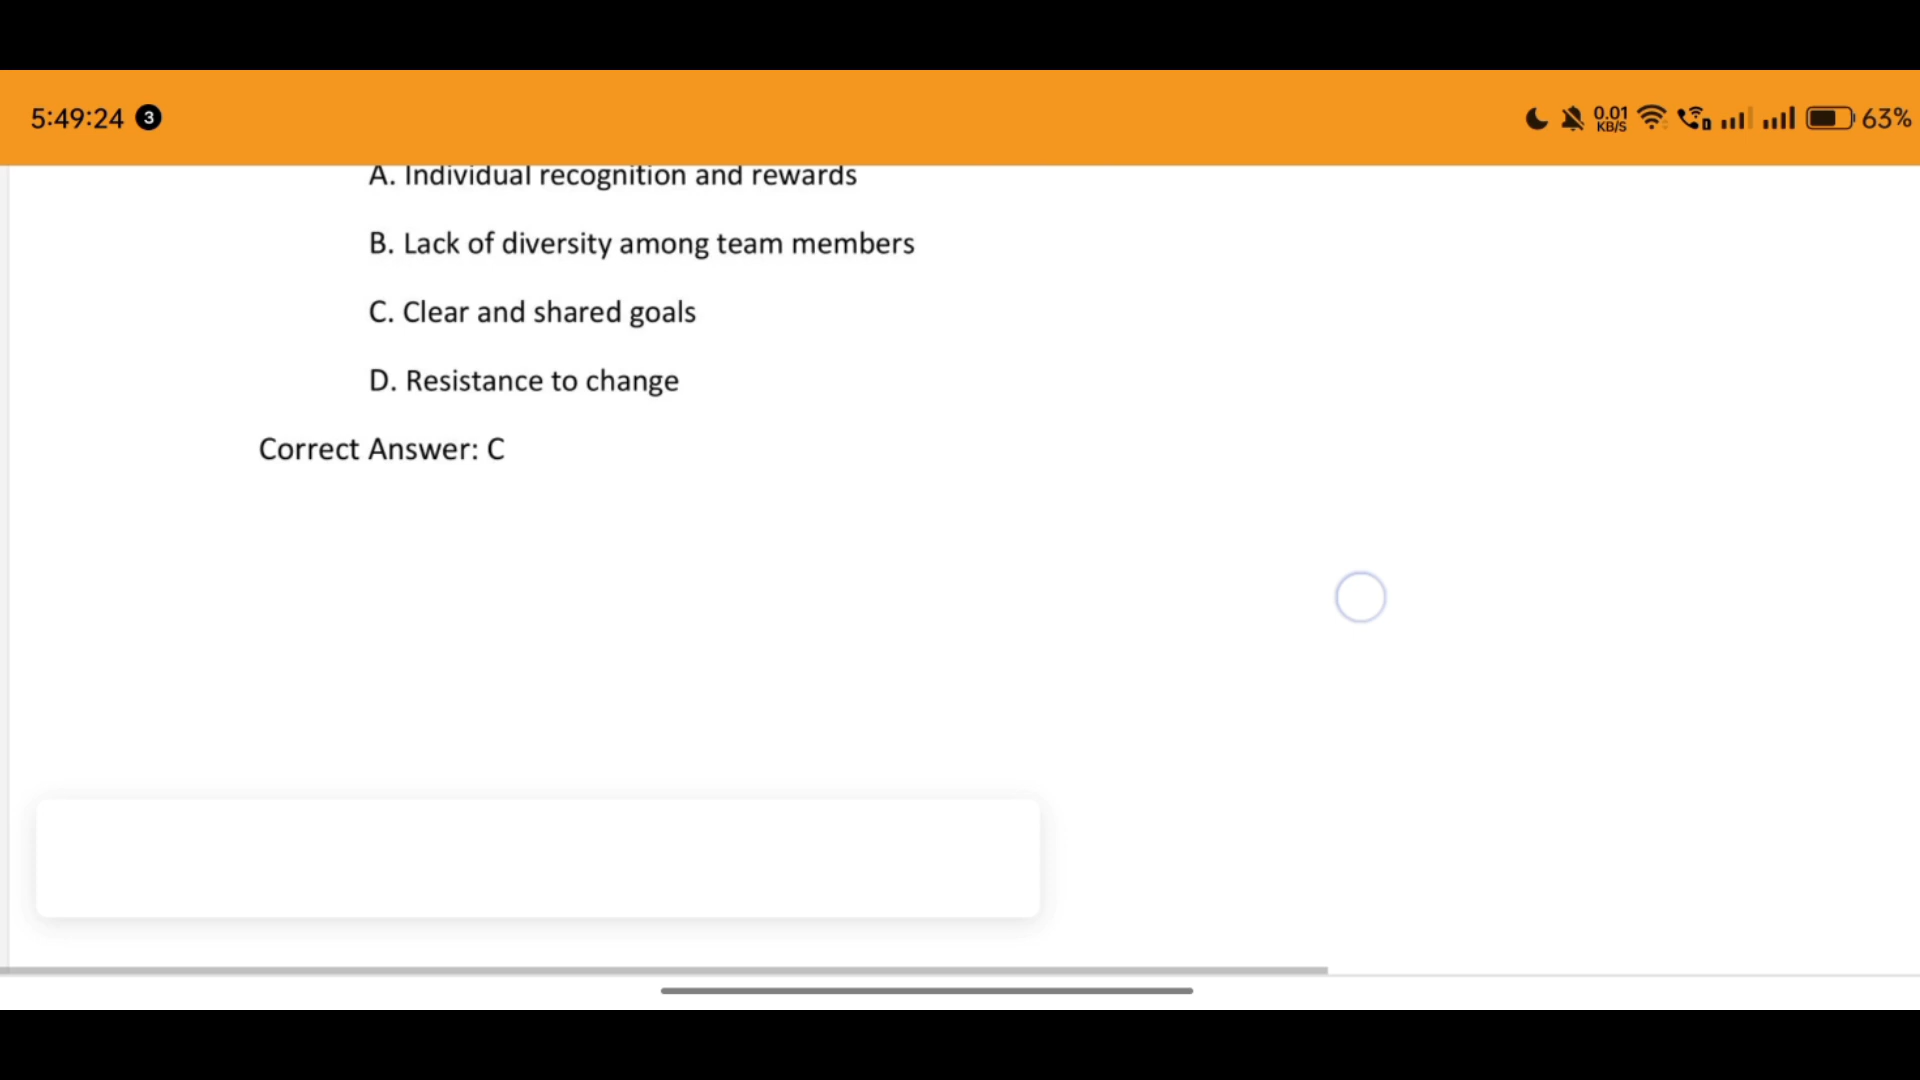 5:49:24 3
0.01 KB/S 63%
A. Individual recognition and rewards
B. Lack of diversity among team members
C. Clear and shared goals
D. Resistance to change
Correct Answer: C